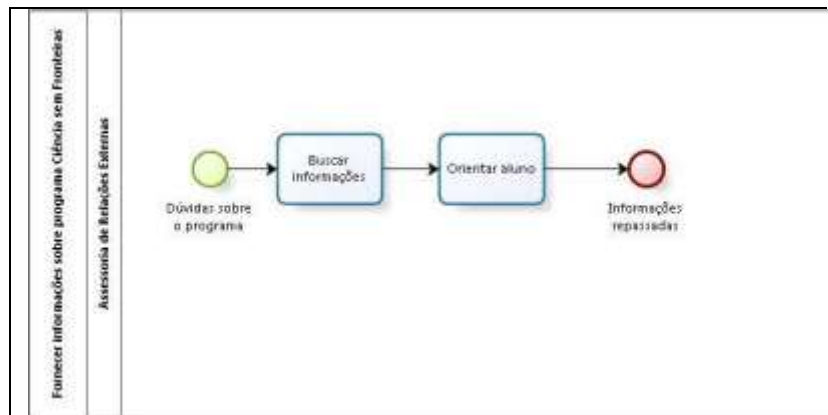 Fornecer informações sobre programa Ciência sem Fronteiras
Assessoria de Relações Externas
Dúvidas sobre
o programa
Buscar
informações
Orientar aluno
Informações
repassadas